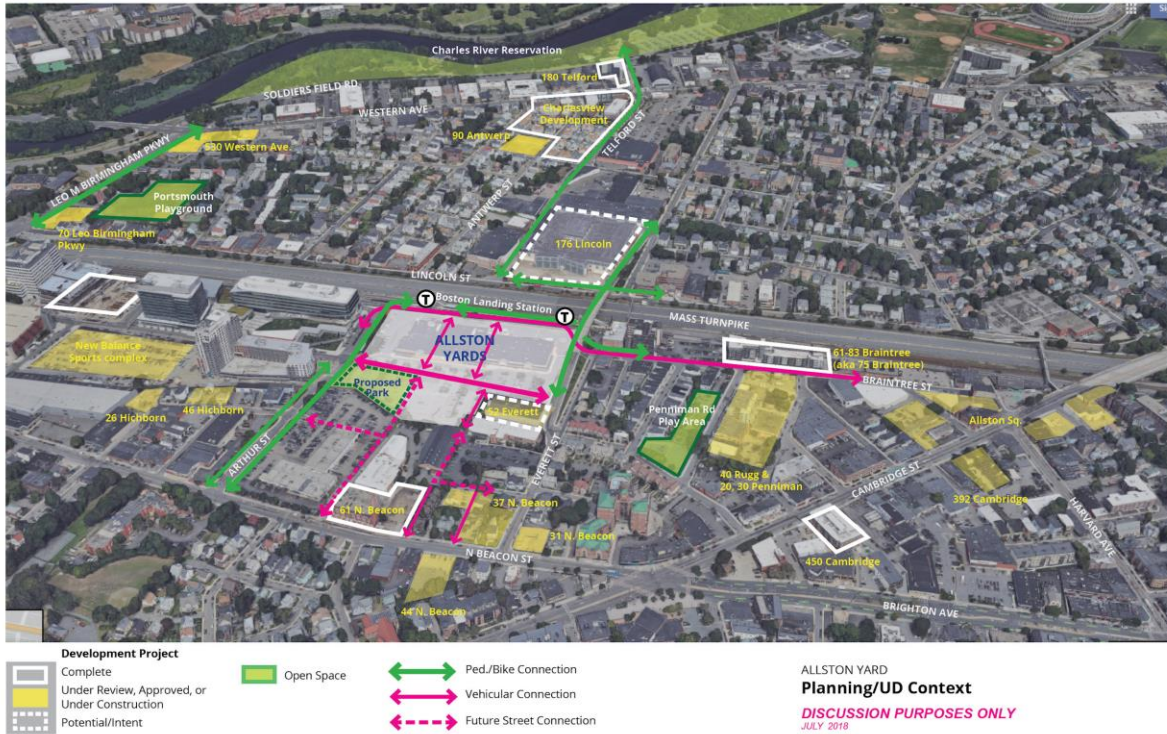 Charles River Reservation
180 Telford
SOLDIERS FIELD RD
WESTERN AVE
Charlesview
Development
90 Antwerp
TELFORD ST
530 Western Ave.
LEO M BIRMINGHAM PKWY
Portsmouth
Playground
ANTWERP ST
70 Leo Birmingham
Pkwy
176 Lincoln
LINCOLN ST
Boston Landing Station
T
T
MASS TURNPIKE
ALLSTON
YARDS
New Balance
Sports complex
61-83 Braintree
(aka 75 Braintree)
BRAINTREE ST
Proposed
Park
26 Hichborn
46 Hichborn
52 Everett
Penniman Rd
Play Area
Allston Sq.
ARTHUR ST
EVERETT ST
40 Rugg &
20, 30 Penniman
CAMBRIDGE ST
392 Cambridge
HARVARD AVE
61 N. Beacon
37 N. Beacon
31 N. Beacon
N BEACON ST
450 Cambridge
44 N. Beacon
BRIGHTON AVE
Development Project
Complete
Under Review, Approved, or
Under Construction
Potential/Intent
Open Space
Ped./Bike Connection
Vehicular Connection
Future Street Connection
ALLSTON YARD
Planning/UD Context
DISCUSSION PURPOSES ONLY
JULY 2018